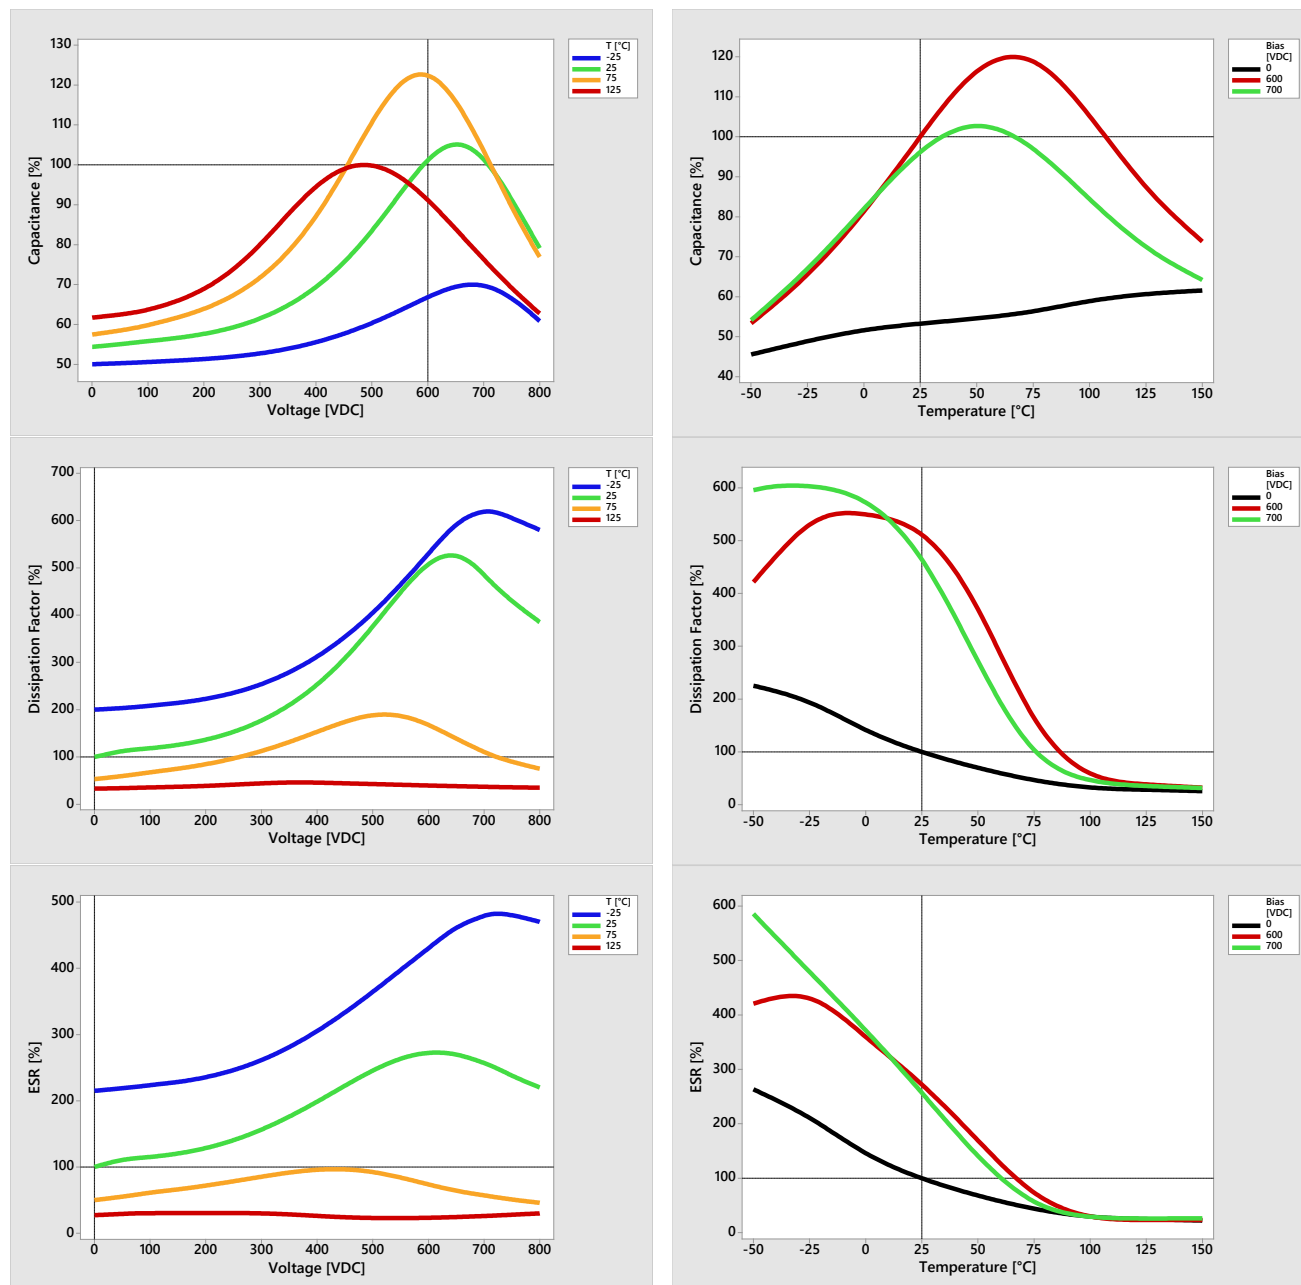 130
120
110
100
90
80
70
60
50
Capacitance [%]
0 100 200 300 400 500 600 700 800
Voltage [VDC]
T [°C]
-25
25
75
125
120
110
100
90
80
70
60
50
40
Capacitance [%]
-50 -25 0 25 50 75 100 125 150
Temperature [°C]
Bias
[VDC]
0
600
700
700
600
500
400
300
200
100
0
Dissipation Factor [%]
0 100 200 300 400 500 600 700 800
Voltage [VDC]
T [°C]
-25
25
75
125
600
500
400
300
200
100
0
Dissipation Factor [%]
-50 -25 0 25 50 75 100 125 150
Temperature [°C]
Bias
[VDC]
0
600
700
500
400
300
200
100
0
ESR [%]
0 100 200 300 400 500 600 700 800
Voltage [VDC]
T [°C]
-25
25
75
125
600
500
400
300
200
100
0
ESR [%]
-50 -25 0 25 50 75 100 125 150
Temperature [°C]
Bias
[VDC]
0
600
700